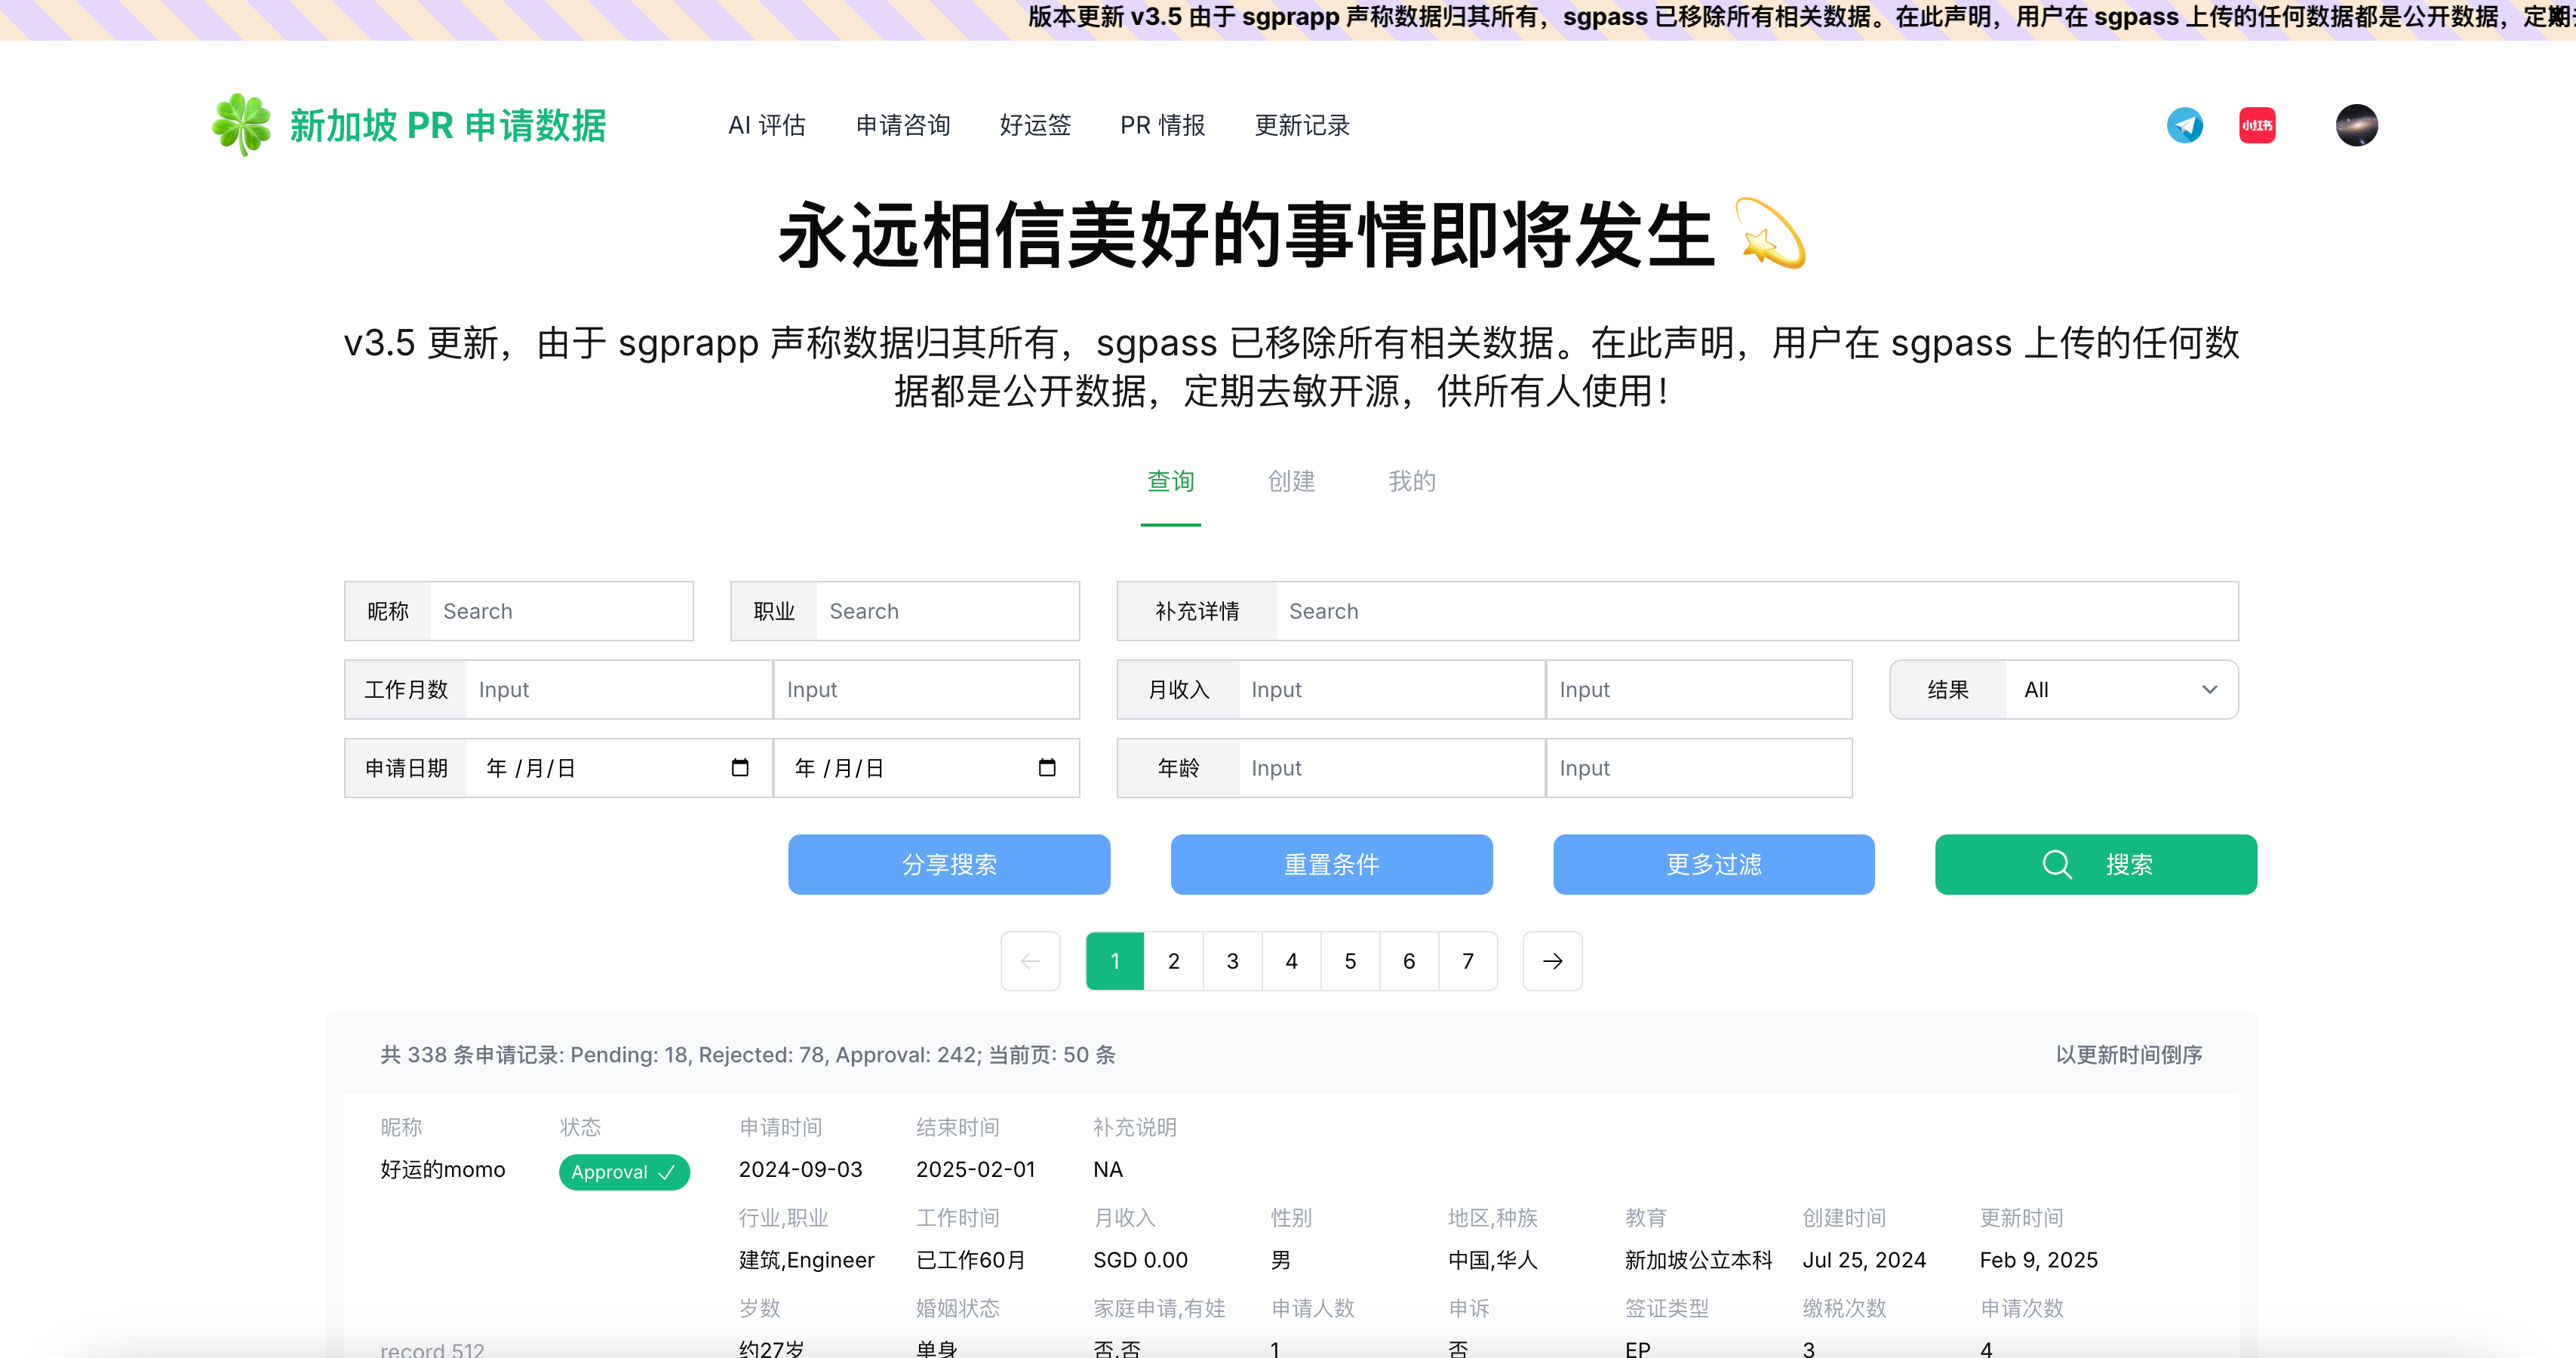 版本更新 v3.5 由于 sgprapp 声称数据归其所有，sgpass 已移除所有相关数据。在此声明，用户在 sgpass 上传的任何数据都是公开数据，定期
新加坡 PR 申请数据
AI 评估 申请咨询 好运签 PR 情报 更新记录
小红书
永远相信美好的事情即将发生
v3.5 更新，由于 sgprapp 声称数据归其所有，sgpass 已移除所有相关数据。在此声明，用户在 sgpass 上传的任何数
据都是公开数据，定期去敏开源，供所有人使用！
查询 创建 我的
昵称 Search 职业 Search 补充详情 Search
工作月数 Input Input 月收入 Input Input 结果 All
申请日期 年 /月/日 年 /月/日 年龄 Input Input
分享搜索 重置条件 更多过滤 搜索
1 2 3 4 5 6 7
共 338 条申请记录: Pending: 18, Rejected: 78, Approval: 242; 当前页: 50 条 以更新时间倒序
昵称 状态 申请时间 结束时间 补充说明
好运的momo Approval 2024-09-03 2025-02-01 NA
行业,职业 工作时间 月收入 性别 地区,种族 教育 创建时间 更新时间
建筑,Engineer 已工作60月 SGD 0.00 男 中国,华人 新加坡公立本科 Jul 25, 2024 Feb 9, 2025
岁数 婚姻状态 家庭申请,有娃 申请人数 申诉 签证类型 缴税次数 申请次数
record 512 约27岁 单身 否,否 1 否 EP 3 4